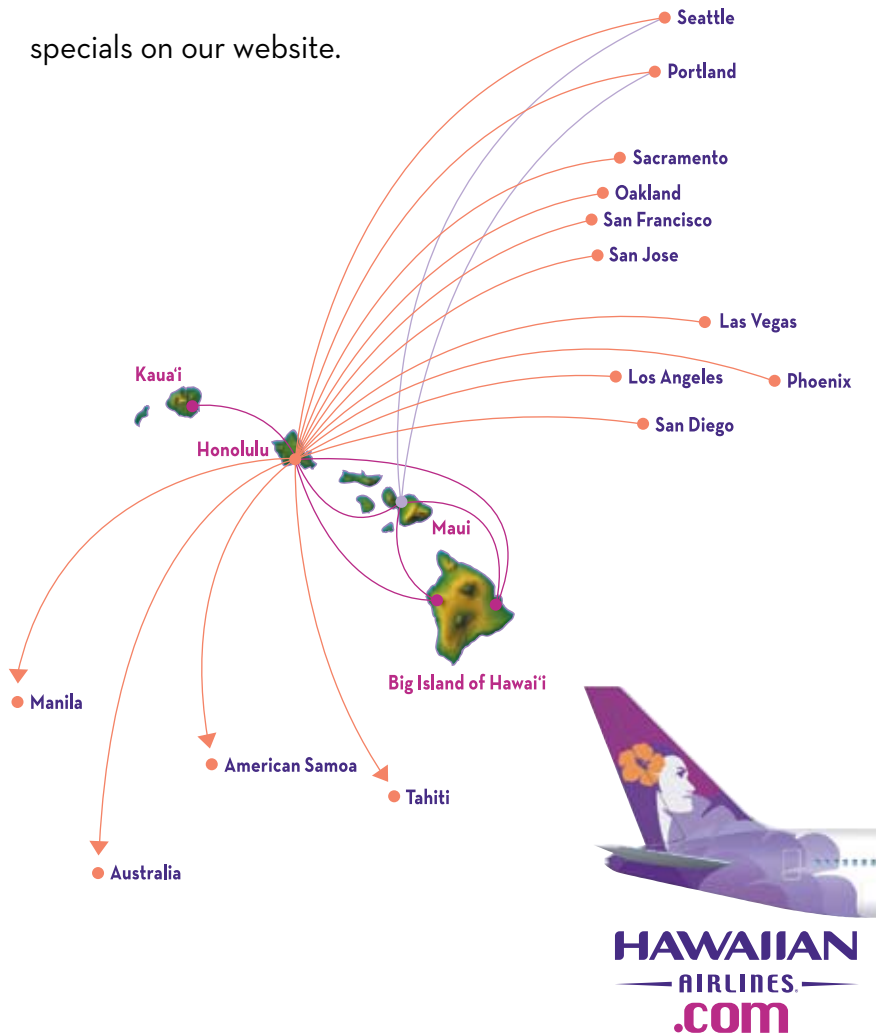 specials on our website.
Seattle
Portland
Sacramento
Oakland
San Francisco
San Jose
Las Vegas
Los Angeles
Phoenix
San Diego
Kaua‘i
Honolulu
Maui
Big Island of Hawai‘i
Manila
American Samoa
Tahiti
Australia
HAWAIIAN
AIRLINES®
.com